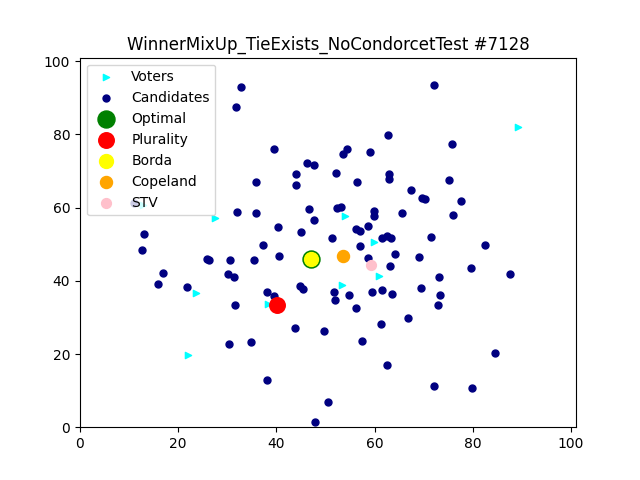 WinnerMixUp_TieExists_NoCondorcetTest #7128
100
80
60
40
20
0
Voters
Candidates
Optimal
Plurality
Borda
Copeland
STV
0 20 40 60 80 100